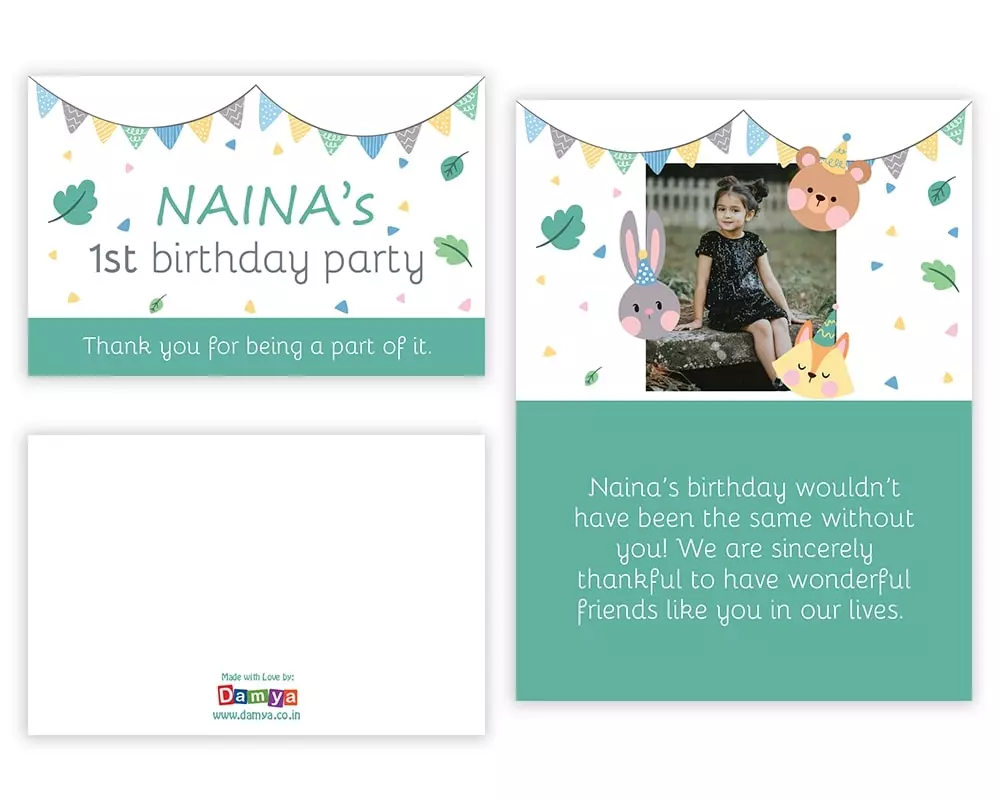 NAINA's
1st birthday party
Thank you for being a part of it.
Made with Love by:
Damya
www.damya.co.in
Naina's birthday wouldn't
have been the same without
you! We are sincerely
thankful to have wonderful
friends like you in our lives.